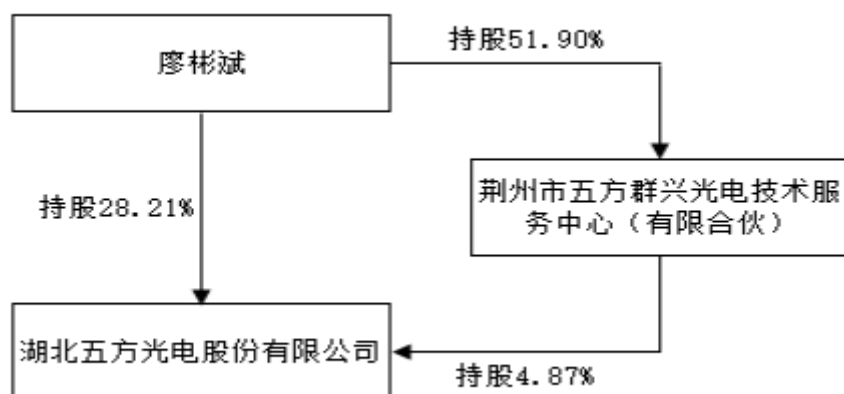 廖彬斌
持股51.90%
持股28.21%
荆州市五方群兴光电技术服
务中心（有限合伙）
湖北五方光电股份有限公司
持股4.87%